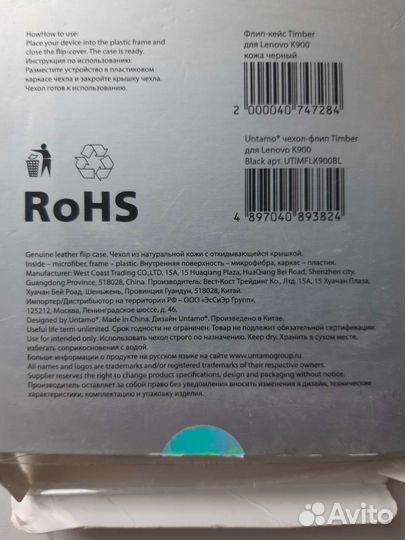 HowHow to use:
Place your device into the plastic frame and
close the flip-cover. The case is ready.
Инструкция по использованию:
Разместите устройство в пластиковом
каркасе чехла и закройте крышку чехла.
Чехол готов к использованию.
Флип-кейс Timber
для Lenovo K900
кожа черный
2 000040 747284
Untamo® чехол-флип Timber
для Lenovo K900
Black арт. UTIMFLK900BL
4 897040 893824
RoHS
Genuine leather flip case. Чехол из натуральной кожи с откидывающейся крышкой.
Inside – microfiber, frame – plastic. Внутренняя поверхность – микрофибра, каркас – пластик.
Manufacturer: West Coast Trading CO.,LTD. 15A, 15 Huaqiang Plaza, HuaQiang Bei Road, Shenzhen city,
Guangdong Province, 518028, China. Производитель: Вест-Кост Трейдинг Ко., Лтд, 15А, 15 Плаза,
Хуачан Бей Роад, Шеньжень, Провинция Гуандун, 518028, Китай.
Импортер/Дистрибьютор на территории РФ – ООО «ЭсСиЭр Групп»,
125212, Москва, Ленинградское шоссе, д. 46.
Designed by Untamo®. Made in China. Дизайн Untamo®. Произведено в Китае.
Useful life term unlimited. Срок годности не ограничен. Товар не подлежит обязательной сертификации.
Use for intended only. Использовать чехол строго по назначению. Keep dry. Хранить в сухом месте,
избегать соприкосновения с водой.
Больше информации о продукте на русском языке на сайте www.untamogroup.ru
All names and logos are trademarks and/or registered trademarks of their respective owners.
Supplier reserves the right to change product specifications, design and packaging without notice.
Производитель оставляет за собой право без уведомления вносить изменения в дизайн, технические
характеристики, комплектацию и упаковку изделия.
Avito